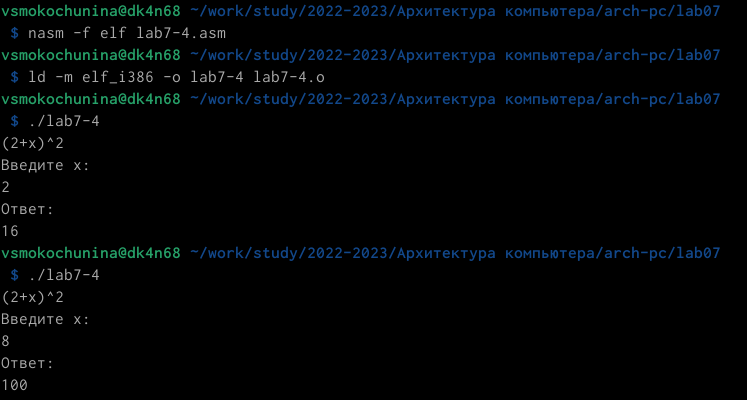 vsmokochunina@dk4n68 ~/work/study/2022-2023/Архитектура компьютера/arch-pc/lab07
$ nasm -f elf lab7-4.asm
vsmokochunina@dk4n68 ~/work/study/2022-2023/Архитектура компьютера/arch-pc/lab07
$ ld -m elf_i386 -o lab7-4 lab7-4.o
vsmokochunina@dk4n68 ~/work/study/2022-2023/Архитектура компьютера/arch-pc/lab07
$ ./lab7-4
(2+x)^2
Введите x:
2
Ответ:
16
vsmokochunina@dk4n68 ~/work/study/2022-2023/Архитектура компьютера/arch-pc/lab07
$ ./lab7-4
(2+x)^2
Введите x:
8
Ответ:
100